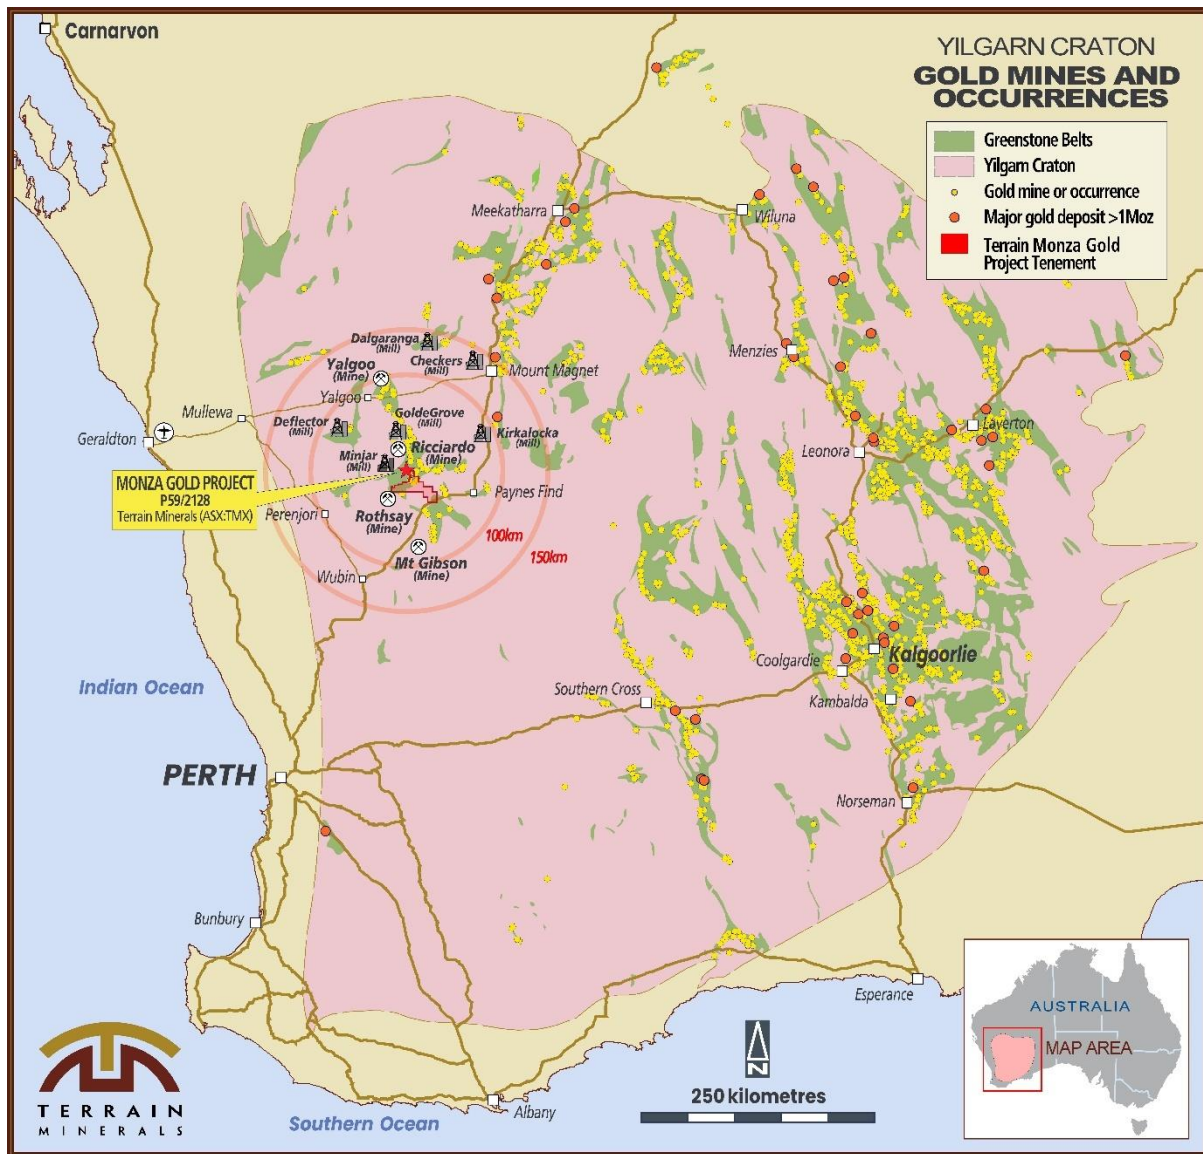 Carnarvon
YILGARN CRATON
GOLD MINES AND
OCCURRENCES
Greenstone Belts
Yilgarn Craton
Gold mine or occurrence
Major gold deposit >1Moz
Terrain Monza Gold
Project Tenement
Meekatharra
Wiluna
Dalgaranga
(Mill)
Checkers
(Mill)
Menzies
Yalgoo
(Mine)
Mount Magnet
Yalgoo
Mullewa
Deflector
(Mill)
GoldeGrove
(Mill)
Kirkalocka
(Mill)
Laverton
Geraldton
Ricciardo
(Mine)
Minjar
(Mill)
Leonora
MONZA GOLD PROJECT
P59/2128
Terrain Minerals (ASX:TMX)
Paynes Find
Perenjori
Rothsay
(Mine)
100km
150km
Mt Gibson
(Mine)
Wubin
Kalgoorlie
Coolgardie
Indian Ocean
Southern Cross
Kambalda
PERTH
Norseman
Bunbury
Esperance
AUSTRALIA
MAP AREA
N
250 kilometres
TERRAIN
MINERALS
Albany
Southern Ocean